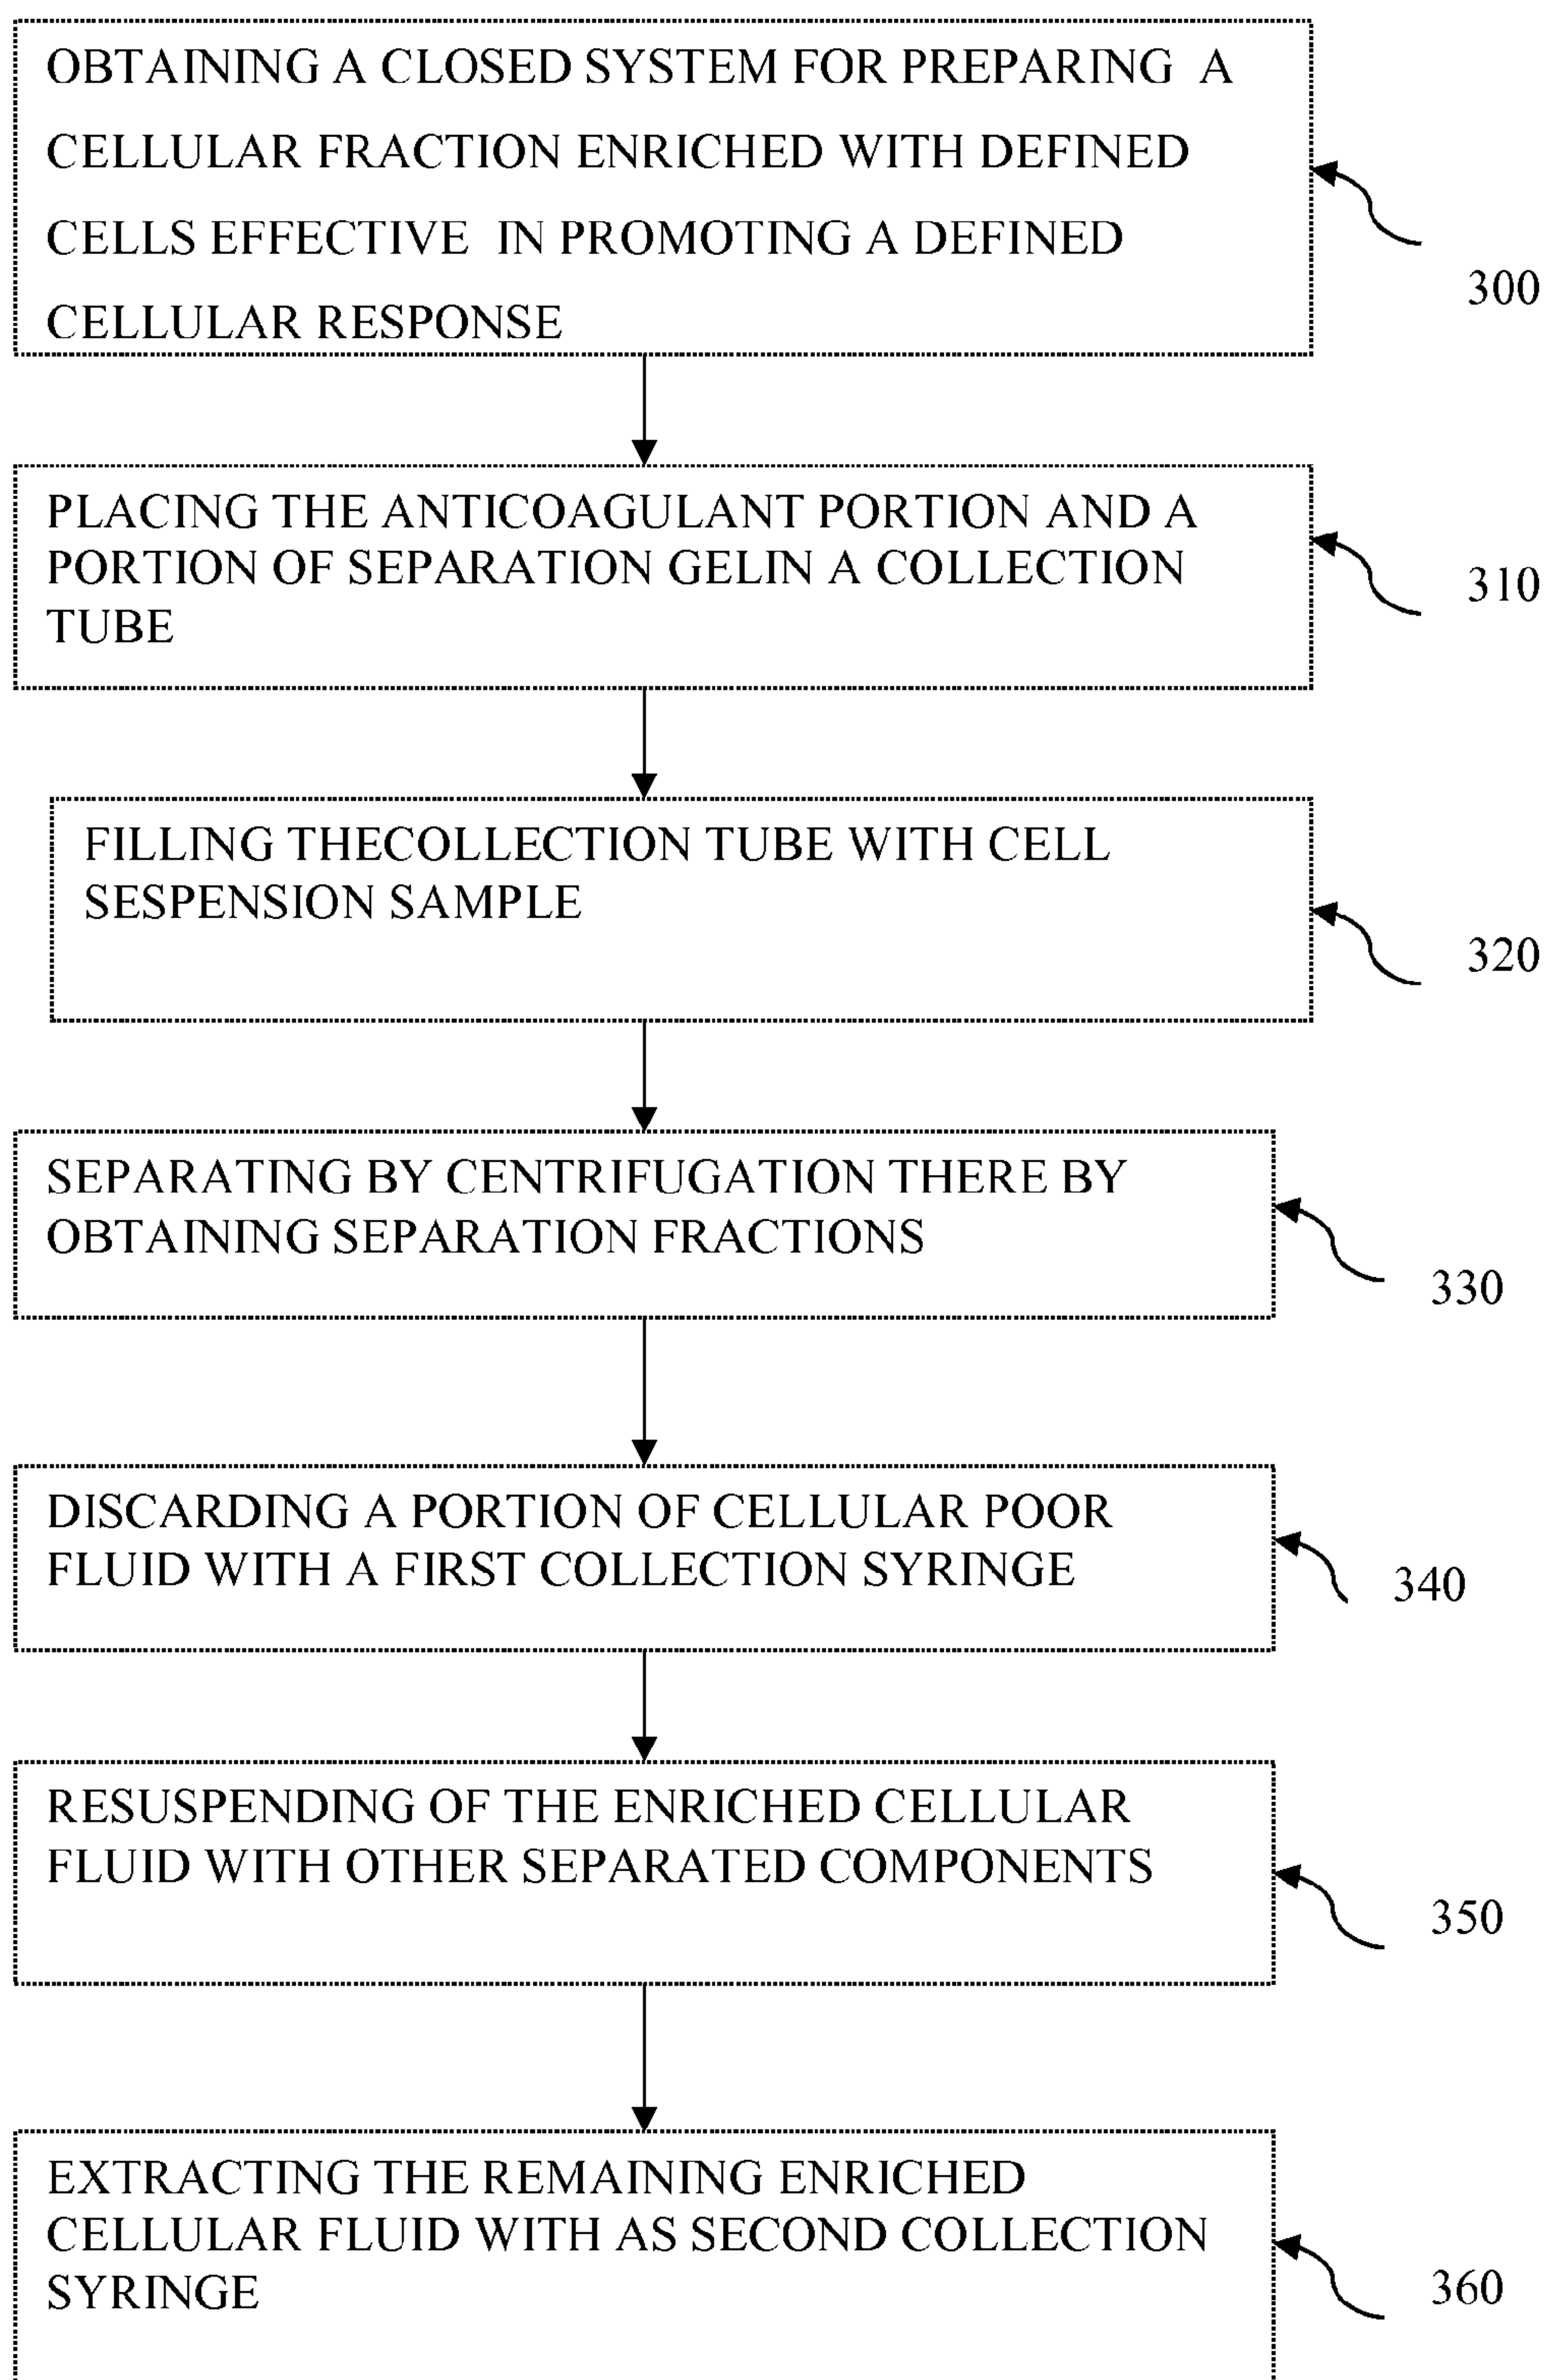 OBTAINING A CLOSED SYSTEM FOR PREPARING A
CELLULAR FRACTION ENRICHED WITH DEFINED
CELLS EFFECTIVE IN PROMOTING A DEFINED
CELLULAR RESPONSE
300
PLACING THE ANTICOAGULANT PORTION AND A
PORTION OF SEPARATION GELIN A COLLECTION
TUBE
310
FILLING THECOLLECTION TUBE WITH CELL
SESPENSION SAMPLE
320
SEPARATING BY CENTRIFUGATION THERE BY
OBTAINING SEPARATION FRACTIONS
330
DISCARDING A PORTION OF CELLULAR POOR
FLUID WITH A FIRST COLLECTION SYRINGE
340
RESUSPENDING OF THE ENRICHED CELLULAR
FLUID WITH OTHER SEPARATED COMPONENTS
350
EXTRACTING THE REMAINING ENRICHED
CELLULAR FLUID WITH AS SECOND COLLECTION
SYRINGE
360